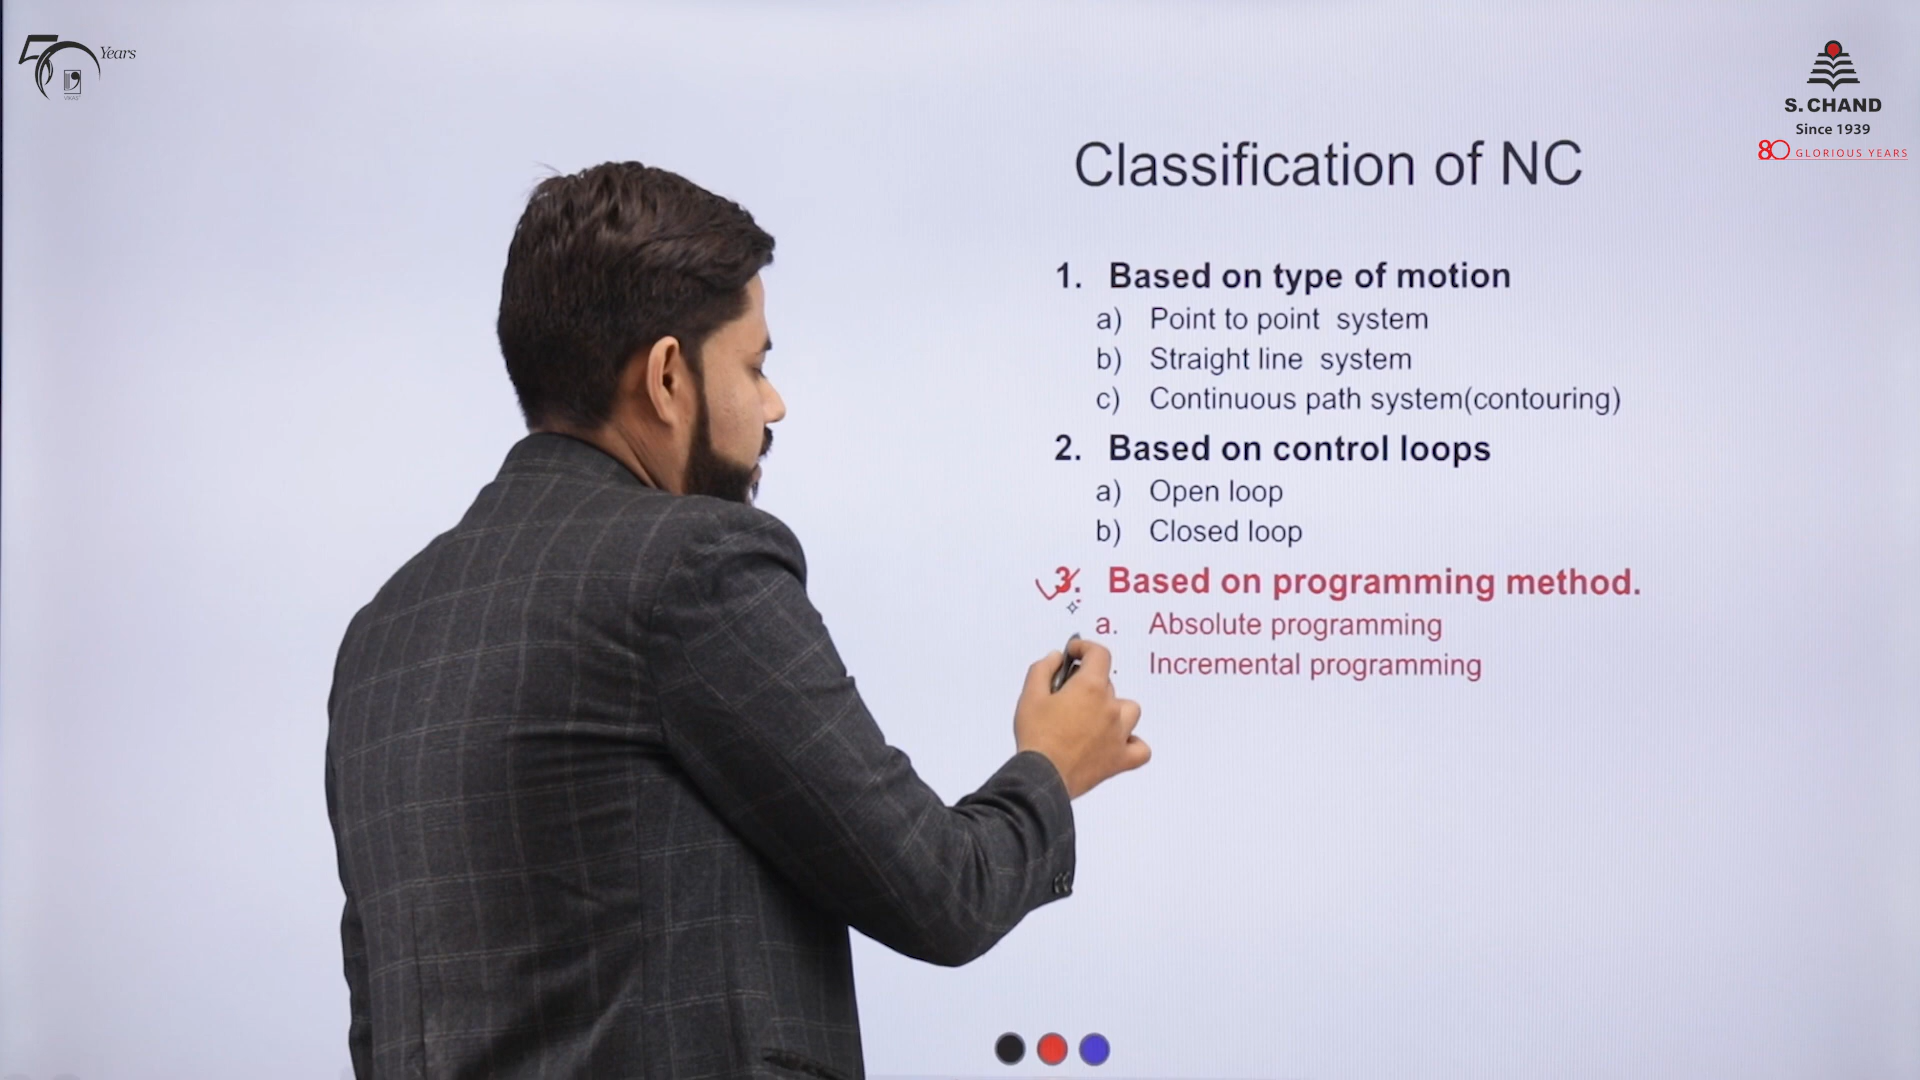 50 Years
VIKAS
S. CHAND
Since 1939
80 GLORIOUS YEARS
Classification of NC
1. Based on type of motion
a) Point to point system
b) Straight line system
c) Continuous path system(contouring)
2. Based on control loops
a) Open loop
b) Closed loop
3. Based on programming method.
a. Absolute programming
. Incremental programming